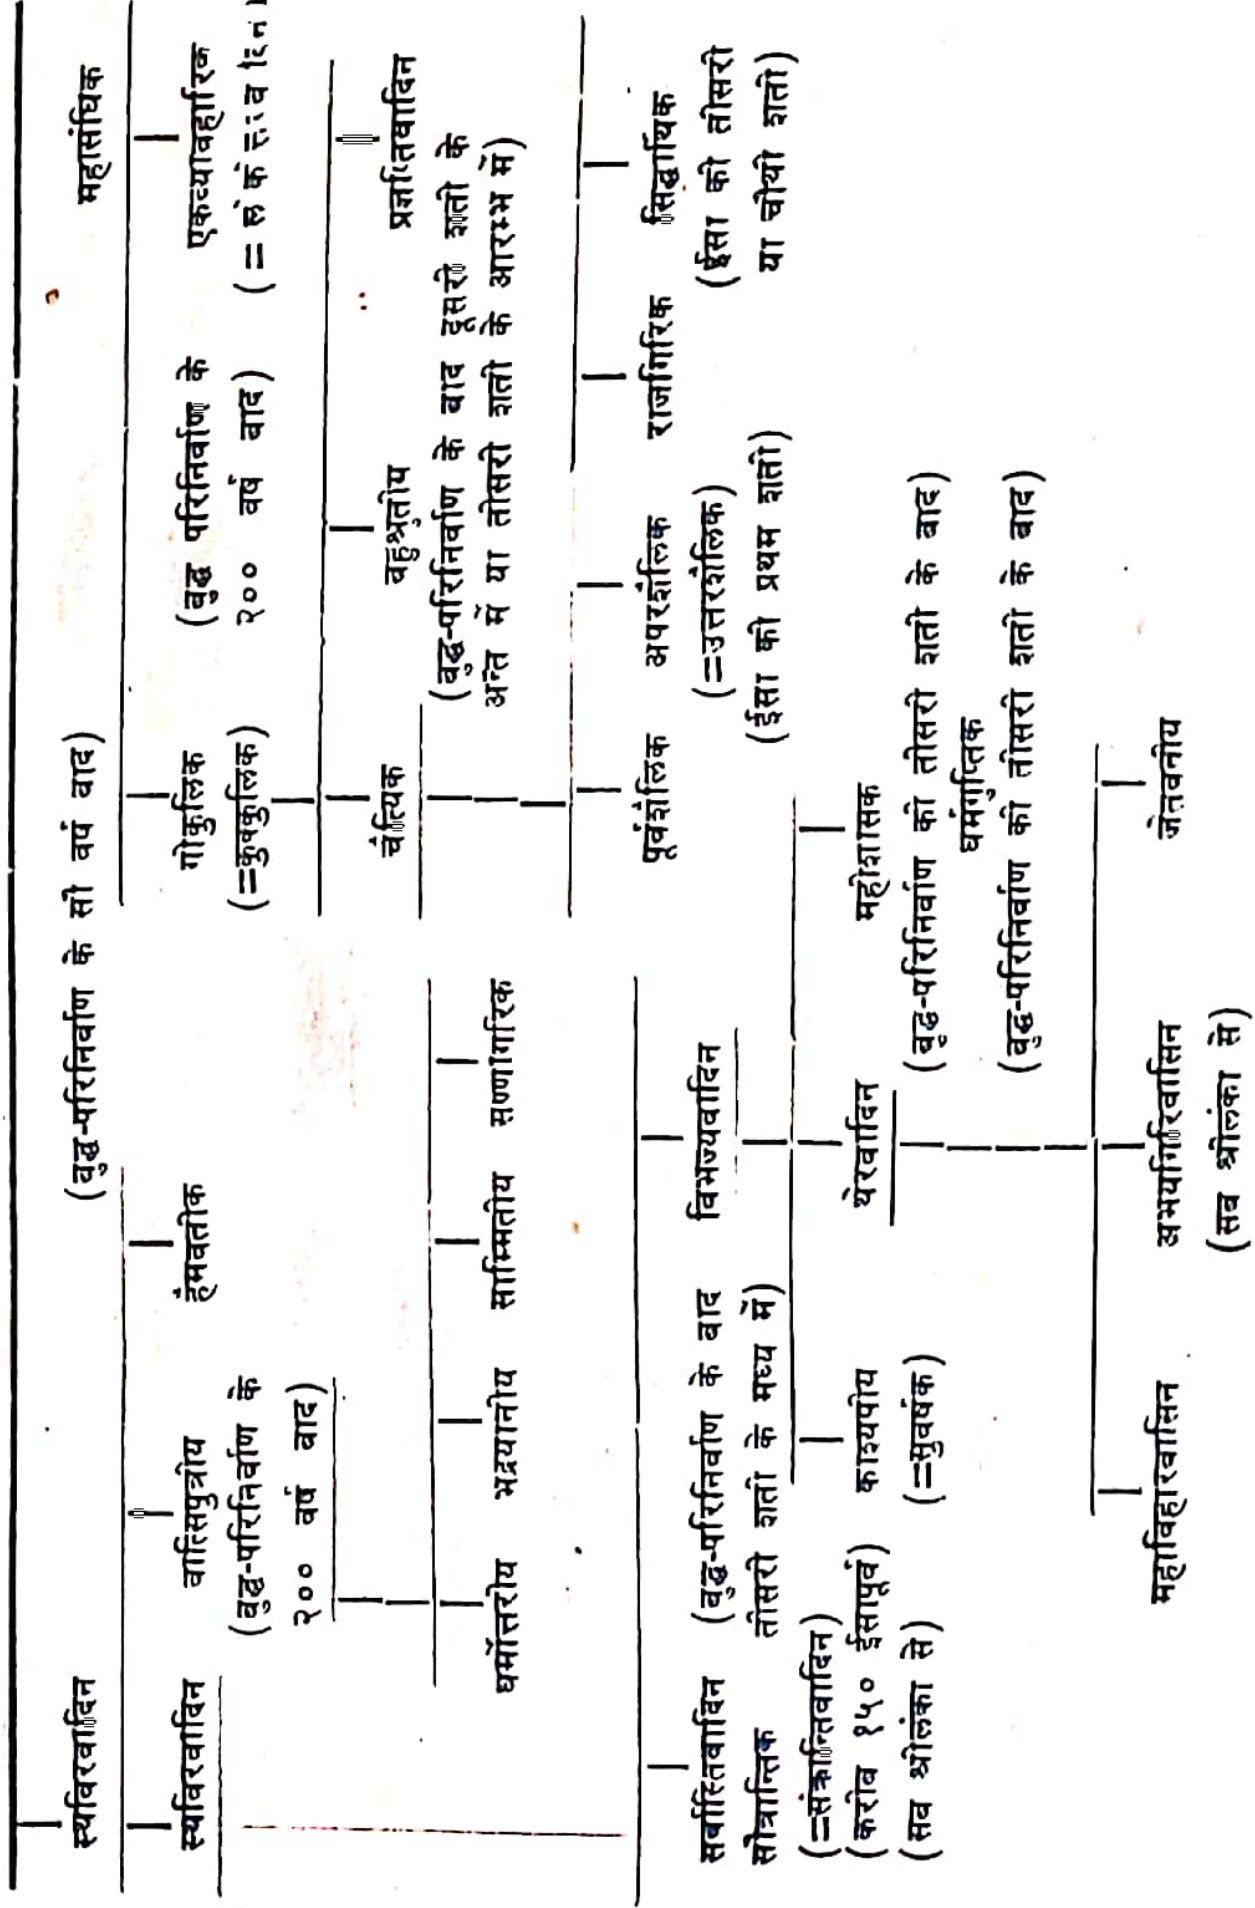 स्थविरवादिन
(बुद्ध-परिनिर्वाण के सौ वर्ष बाद)
महासंघिक
स्थविरवादिन
वात्सिपुत्रीय
(बुद्ध-परिनिर्वाण के
२०० वर्ष बाद)
हैमवतीक
गोकुलिक
(=कुक्कुलिक)
(बुद्ध परिनिर्वाण के
२०० वर्ष बाद)
एकव्यावहारिक
चैत्यिक
बहुश्रुतीय
प्रज्ञप्तिवादिन
(बुद्ध-परिनिर्वाण के बाद दूसरी शती के
अन्त में या तीसरी शती के आरम्भ में)
धर्मोत्तरीय
भद्रयानीय
साम्मितीय
सण्णागरिक
पूर्वशैलिक
अपरशैलिक
(=उत्तरशैलिक)
(ईसा की प्रथम शती)
राजगिरिक
सिद्धार्थिक
(ईसा की तीसरी
या चौथी शती)
सर्वास्तिवादिन
सौत्रान्तिक
(=संक्रान्तिवादिन)
(करीब १५० ईसापूर्व)
(सब श्रीलंका से)
(बुद्ध-परिनिर्वाण के बाद
तीसरी शती के मध्य में)
विभज्यवादिन
काश्यपीय
(=सुवर्षक)
थेरवादिन
महीशासक
(बुद्ध-परिनिर्वाण की तीसरी शती के बाद)
धर्मगुप्तिक
(बुद्ध-परिनिर्वाण की तीसरी शती के बाद)
महाविहारवासिन
अभयगिरिवासिन
(सब श्रीलंका से)
जेतवनीय